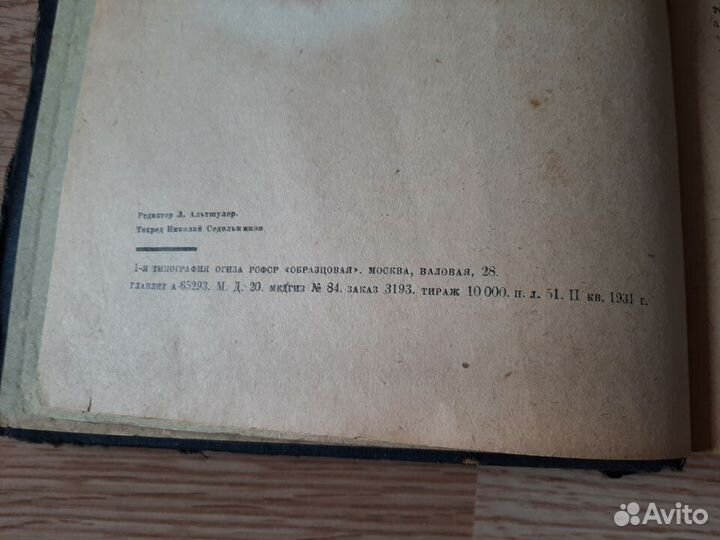 Редактор Л. Альтшулер.
Техред Николай Седельников
1-я типография огиза РСФСР «ОБРАЗЦОВАЯ». МОСКВА, ВАЛОВАЯ, 28.
ГЛАВЛИТ А-65293. М. Д.-20. МЕДГИЗ № 84. ЗАКАЗ 3193. ТИРАЖ 10 000. п. л. 51. II кв. 1931 г.
Avito